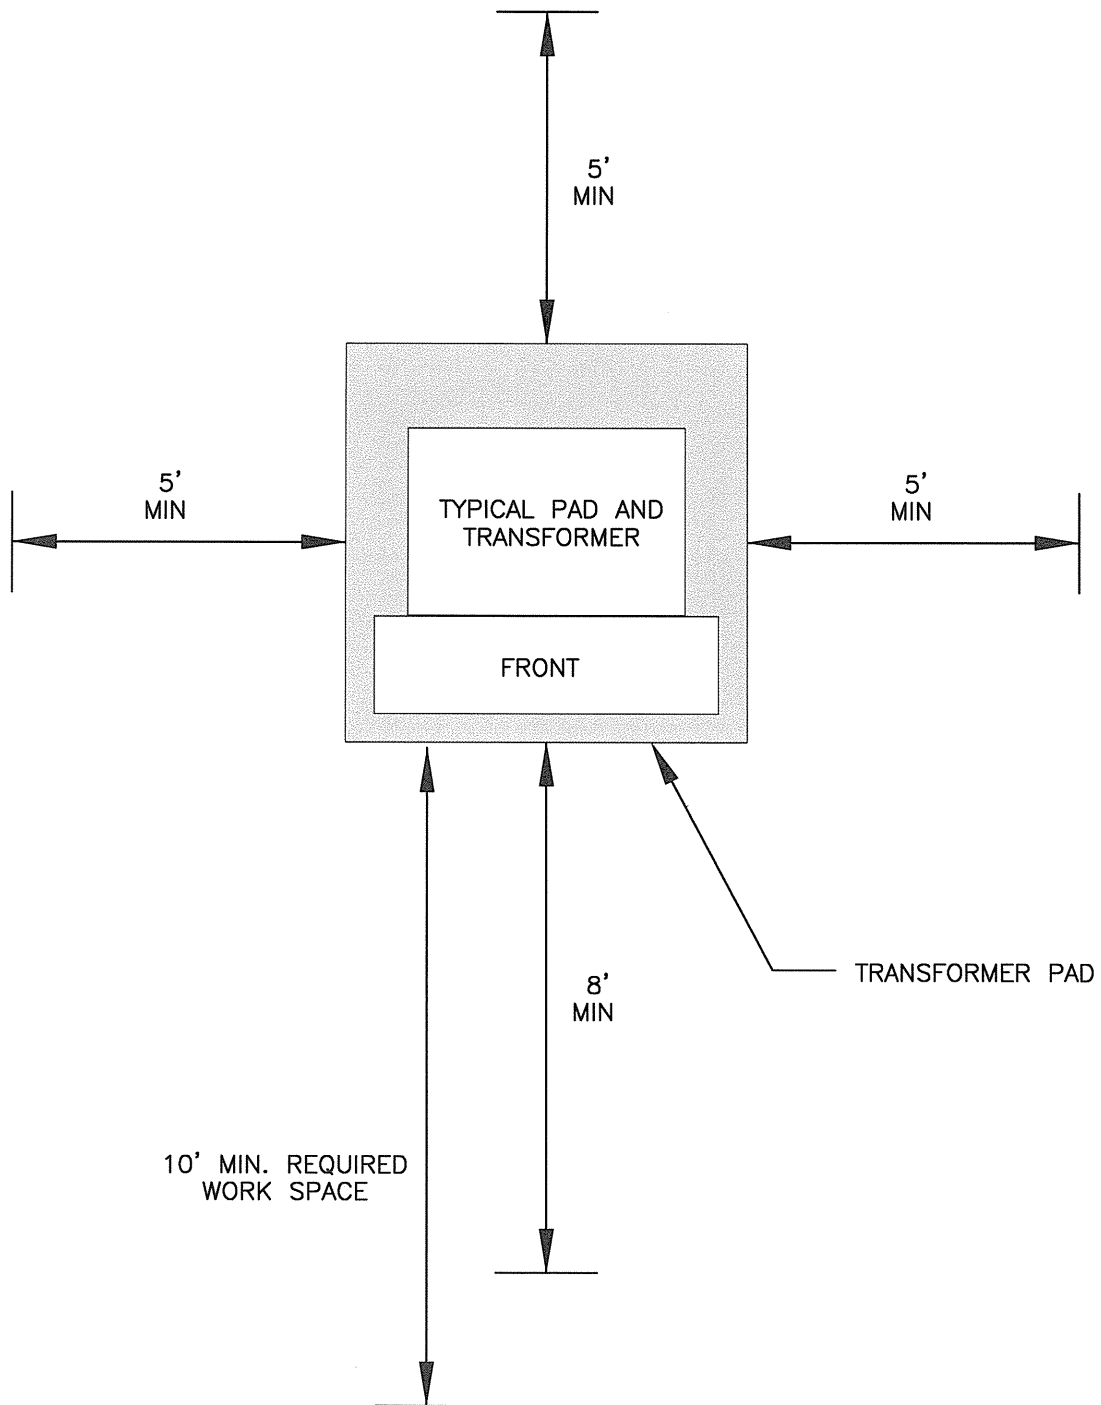 5'
MIN
5'
MIN
TYPICAL PAD AND
TRANSFORMER
5'
MIN
FRONT
TRANSFORMER PAD
8'
MIN
10' MIN. REQUIRED
WORK SPACE